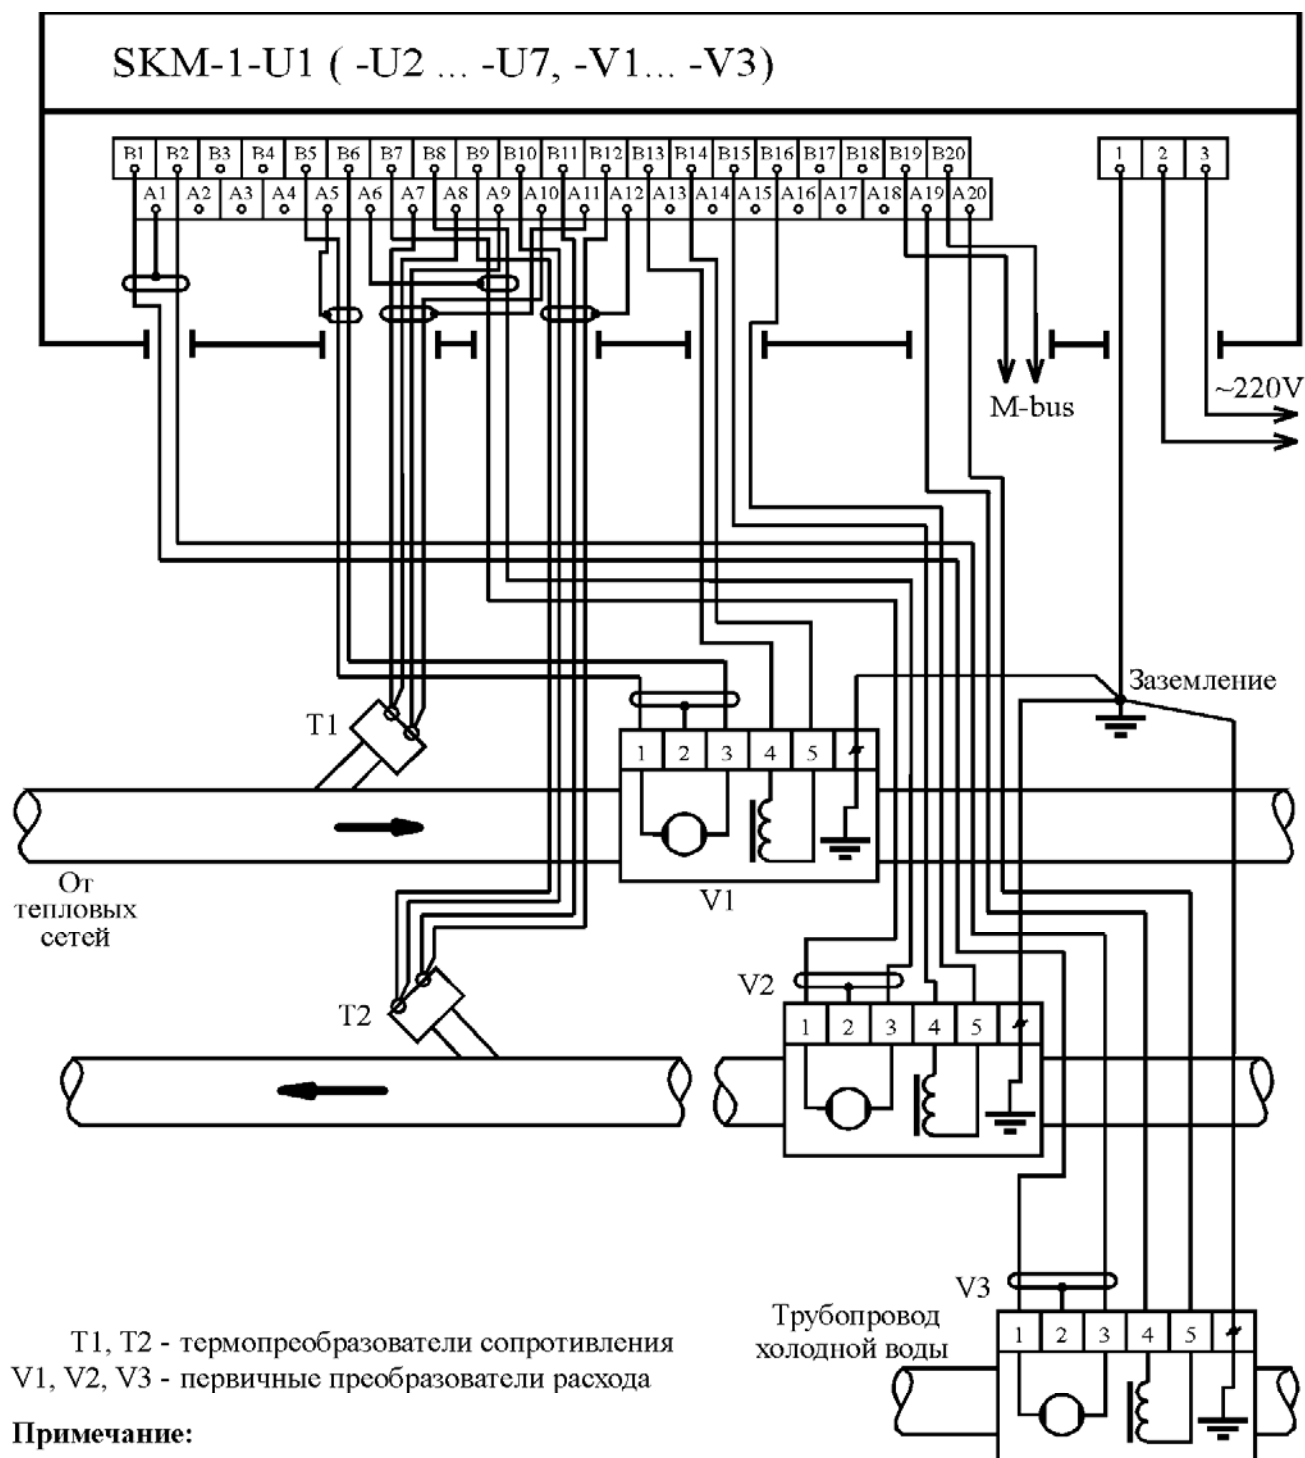 SKM-1-U1 ( -U2 ... -U7, -V1... -V3)
B1 B2 B3 B4 B5 B6 B7 B8 B9 B10 B11 B12 B13 B14 B15 B16 B17 B18 B19 B20
1 2 3
A1 A2 A3 A4 A5 A6 A7 A8 A9 A10 A11 A12 A13 A14 A15 A16 A17 A18 A19 A20
~220V
M-bus
Заземление
T1
1 2 3 4 5
V1
От
тепловых
сетей
V2
T2
1 2 3 4 5
V3
Трубопровод
холодной воды
1 2 3 4 5
T1, T2 - термопреобразователи сопротивления
V1, V2, V3 - первичные преобразователи расхода
Примечание: